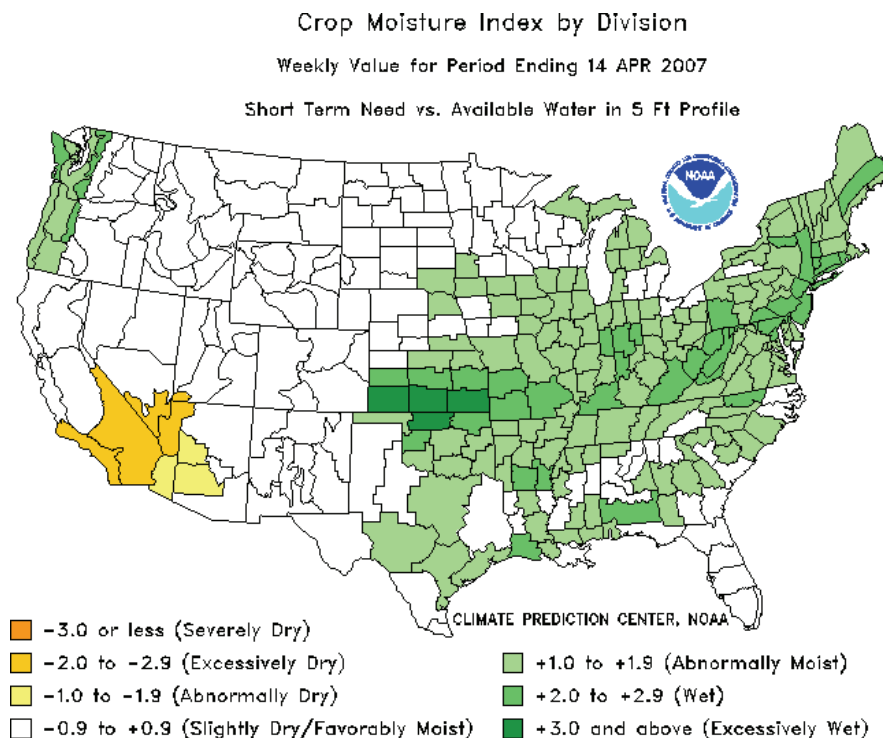 Crop Moisture Index by Division
Weekly Value for Period Ending 14 APR 2007
Short Term Need vs. Available Water in 5 Ft Profile
NOAA
CLIMATE PREDICTION CENTER, NOAA
-3.0 or less (Severely Dry)
-2.0 to -2.9 (Excessively Dry)
-1.0 to -1.9 (Abnormally Dry)
-0.9 to +0.9 (Slightly Dry/Favorably Moist)
+1.0 to +1.9 (Abnormally Moist)
+2.0 to +2.9 (Wet)
+3.0 and above (Excessively Wet)